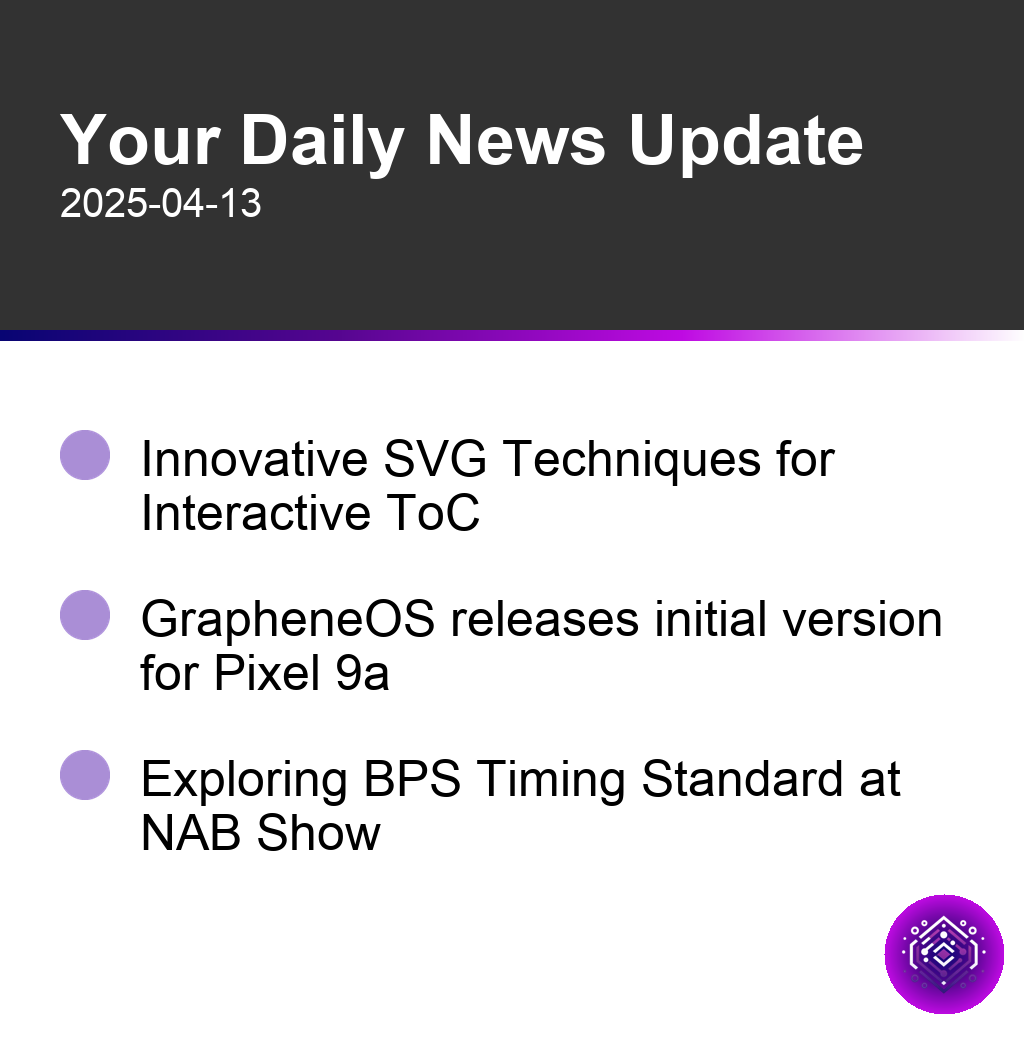 Your Daily News Update
2025-04-13
Innovative SVG Techniques for
Interactive ToC
GrapheneOS releases initial version
for Pixel 9a
Exploring BPS Timing Standard at
NAB Show